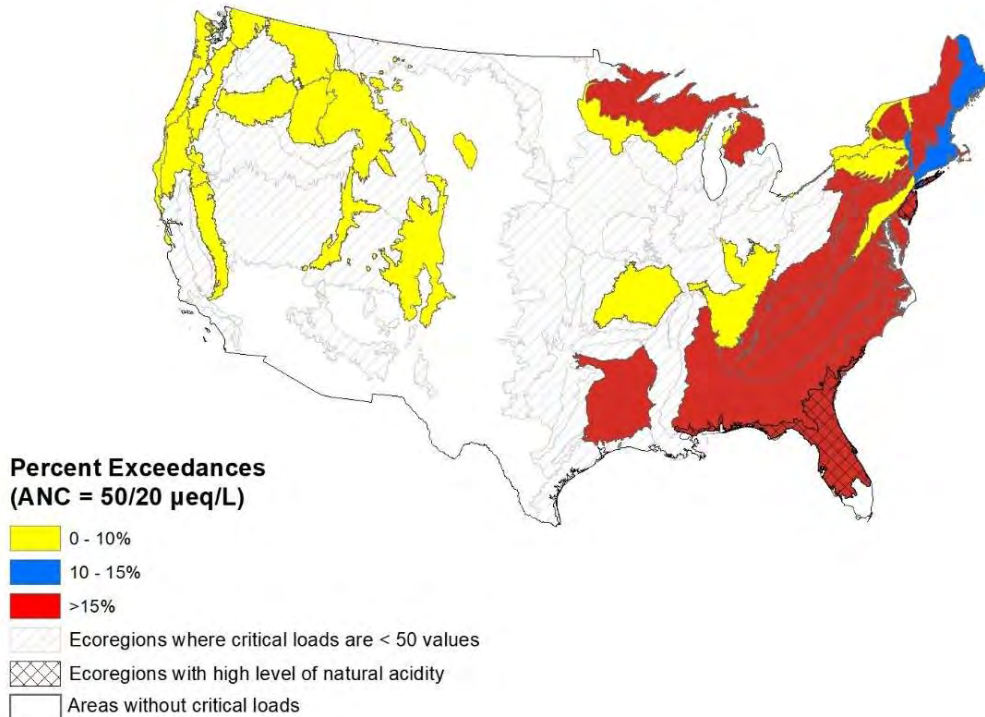 Percent Exceedances
(ANC = 50/20 µeq/L)
0 - 10%
10 - 15%
>15%
Ecoregions where critical loads are < 50 values
Ecoregions with high level of natural acidity
Areas without critical loads